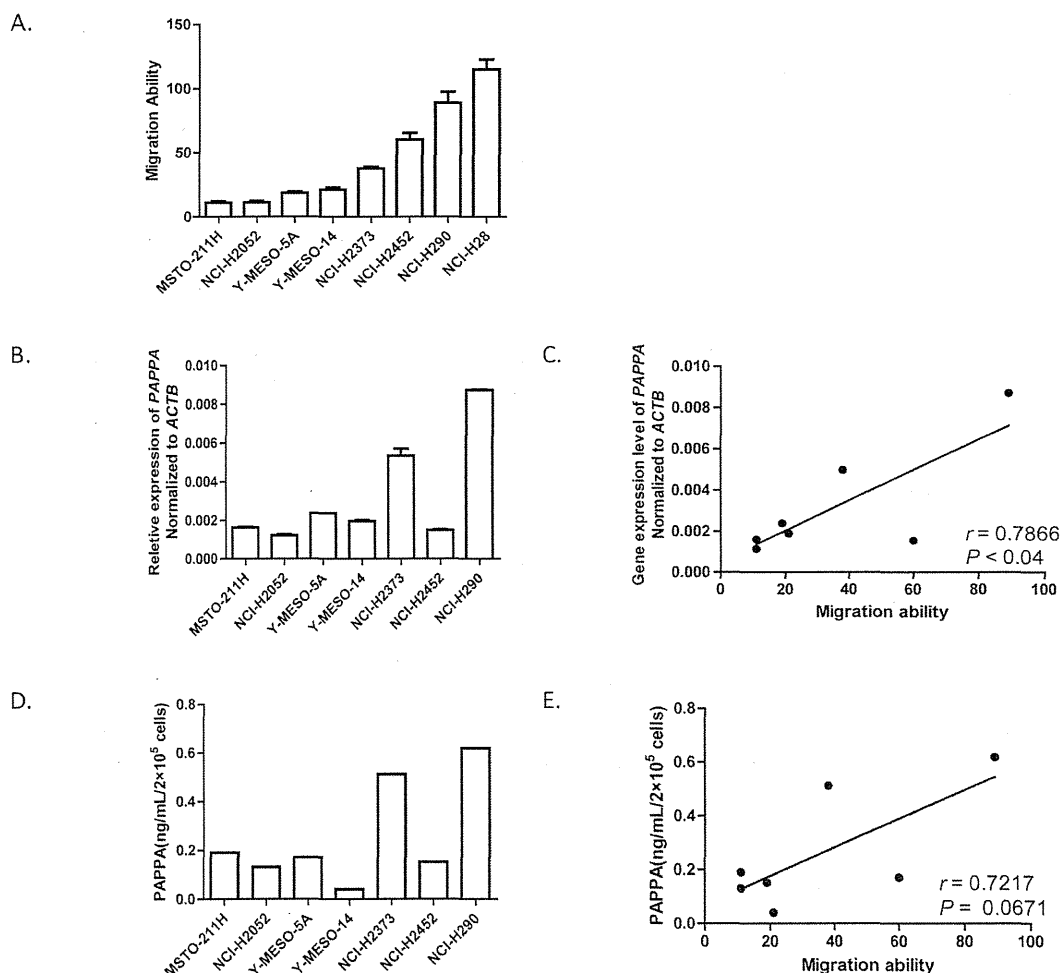 A.
Migration Ability
150
100
50
0
MSTO-211H
NCI-H2052
Y-MESO-5A
Y-MESO-14
NCI-H2373
NCI-H2452
NCI-H290
NCI-H28
B.
Reletive expression of PAPPA
Normalized to ACTB
0.010
0.008
0.006
0.004
0.002
0.000
MSTO-211H
NCI-H2052
Y-MESO-5A
Y-MESO-14
NCI-H2373
NCI-H2452
NCI-H290
C.
Gene expression level of PAPPA
Normalized to ACTB
0.010
0.008
0.006
0.004
0.002
0.000
0 20 40 60 80 100
Migration ability
r = 0.7866
P < 0.04
D.
PAPPA(ng/mL/2×10⁵ cells)
0.8
0.6
0.4
0.2
0.0
MSTO-211H
NCI-H2052
Y-MESO-5A
Y-MESO-14
NCI-H2373
NCI-H2452
NCI-H290
E.
PAPPA(ng/mL/2×10⁵ cells)
0.8
0.6
0.4
0.2
0.0
0 20 40 60 80 100
Migration ability
r = 0.7217
P = 0.0671